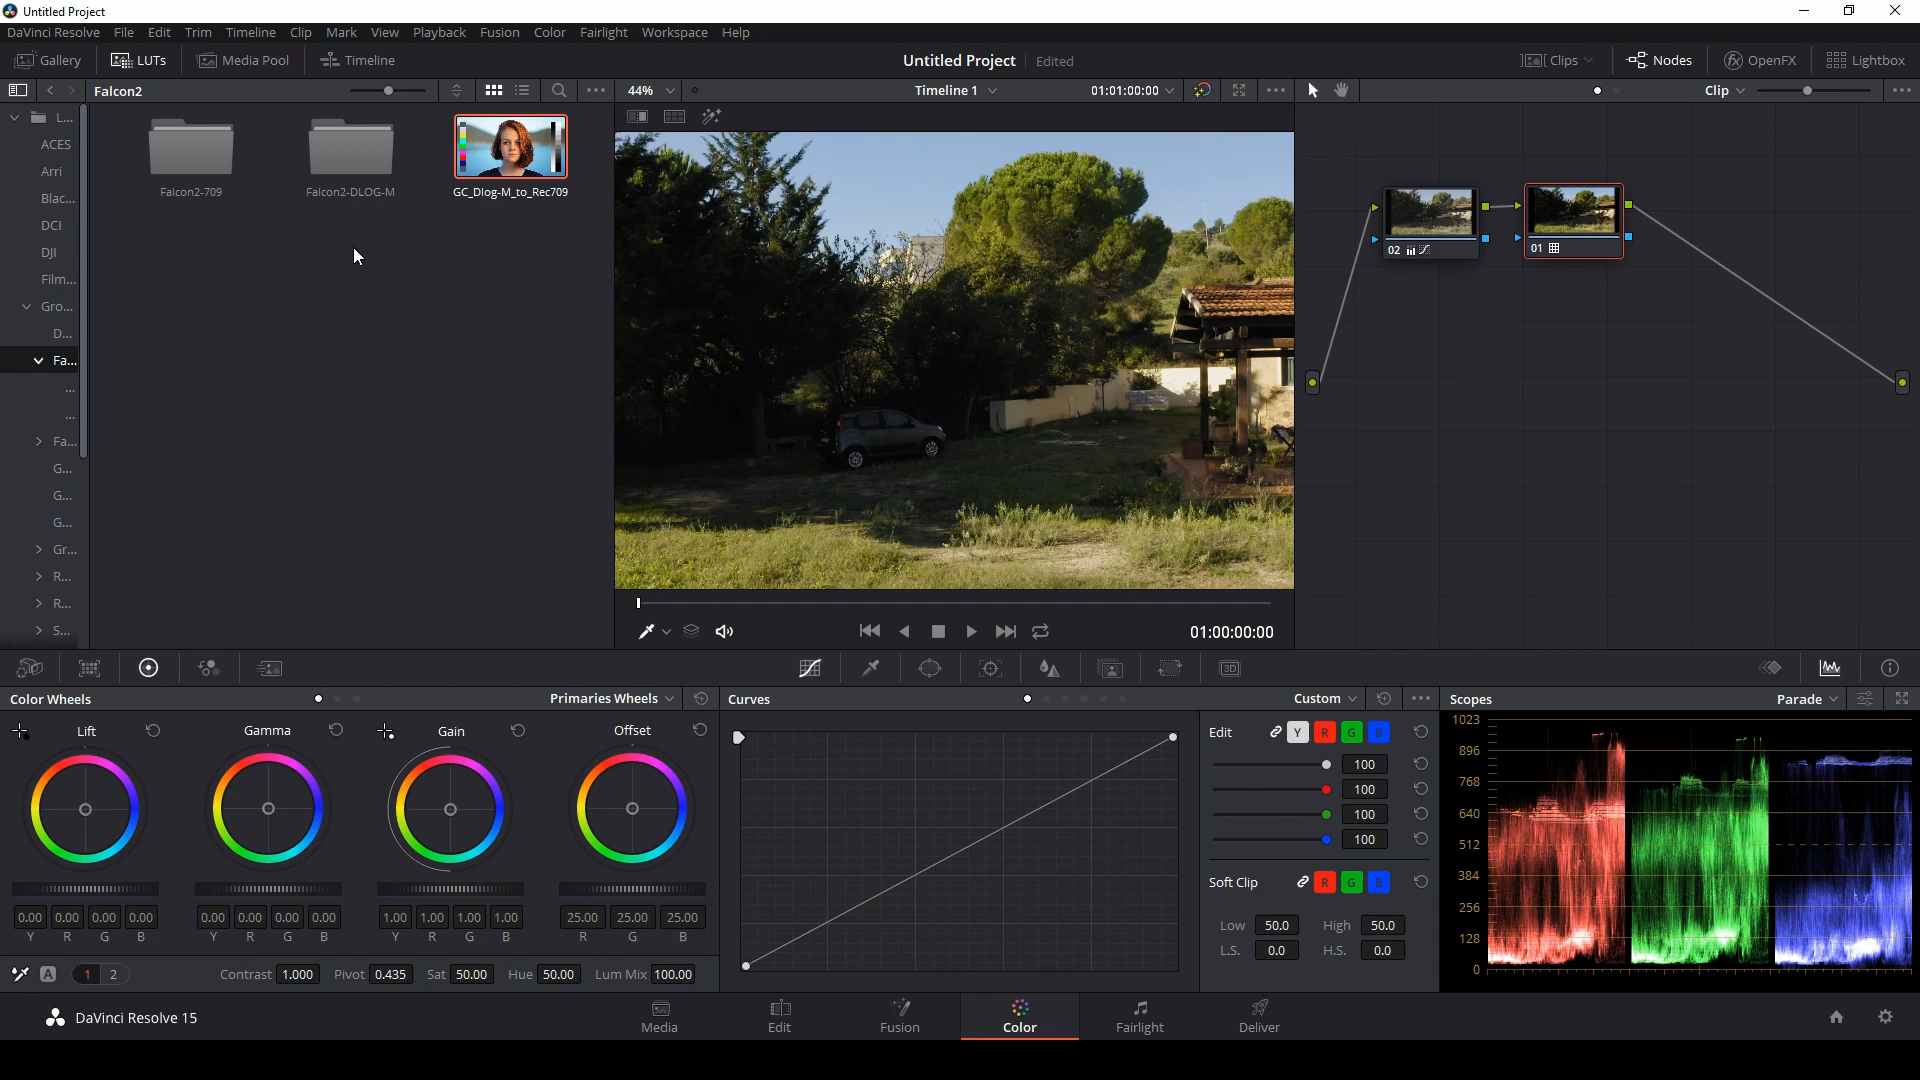 Untitled Project
DaVinci Resolve File Edit Trim Timeline Clip Mark View Playback Fusion Color Fairlight Workspace Help
Gallery LUTs Media Pool Timeline Untitled Project Edited Clips Nodes OpenFX Lightbox
Falcon2 44% Timeline 1 01:01:00:00 Clip
L...
ACES
Arri
Blac...
DCI
DJI
Film...
Gro...
D...
Fa...
...
...
Fa...
G...
G...
G...
Gr...
R...
R...
S...
Falcon2-709 Falcon2-DLOG-M GC_Dlog-M_to_Rec709
02 01
01:00:00:00
3D
Color Wheels Primaries Wheels Curves Custom Scopes Parade
Lift Gamma Gain Offset
0.00 0.00 0.00 0.00 0.00 0.00 0.00 0.00 1.00 1.00 1.00 1.00 25.00 25.00 25.00
Y R G B Y R G B Y R G B R G B
A 1 2 Contrast 1.000 Pivot 0.435 Sat 50.00 Hue 50.00 Lum Mix 100.00
Edit Y R G B
100
100
100
100
Soft Clip R G B
Low 50.0 High 50.0
L.S. 0.0 H.S. 0.0
1023
896
768
640
512
384
256
128
0
DaVinci Resolve 15 Media Edit Fusion Color Fairlight Deliver